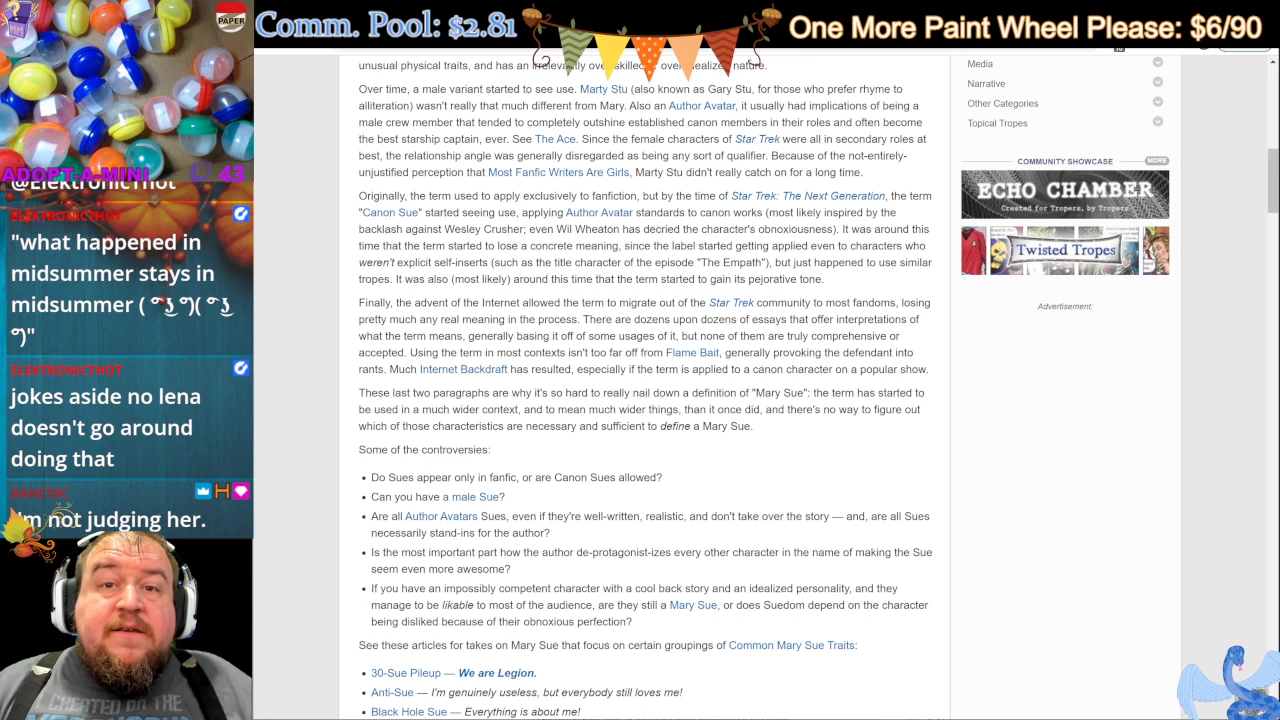 PAPER
Comm. Pool: $2.81
One More Paint Wheel Please: $6/90
ADOPT-A-MINI 43
@ElektronicThot
ELEKTRONICTHOT
"what happened in
midsummer stays in
midsummer ( ͡° ͜ʖ ͡°)( ͡° ͜ʖ
͡°)"
ELEKTRONICTHOT
jokes aside no lena
doesn't go around
doing that
I'm not judging her.
I CHEATED ON THE
unusual physical traits, and has an irrelevantly over-skilled or over-idealized nature.
Over time, a male variant started to see use. Marty Stu (also known as Gary Stu, for those who prefer rhyme to
alliteration) wasn't really that much different from Mary. Also an Author Avatar, it usually had implications of being a
male crew member that tended to completely outshine established canon members in their roles and often become
the best starship captain, ever. See The Ace. Since the female characters of Star Trek were all in secondary roles at
best, the relationship angle was generally disregarded as being any sort of qualifier. Because of the not-entirely-
unjustified perception that Most Fanfic Writers Are Girls, Marty Stu didn't really catch on for a long time.
Originally, the term used to apply exclusively to fanfiction, but by the time of Star Trek: The Next Generation, the term
"Canon Sue" started seeing use, applying Author Avatar standards to canon works (most likely inspired by the
backlash against Wesley Crusher; even Wil Wheaton has decried the character's obnoxiousness). It was around this
time that the term started to lose a concrete meaning, since the label started getting applied even to characters who
explicit self-inserts (such as the title character of the episode "The Empath"), but just happened to use similar
tropes. It was also (most likely) around this time that the term started to gain its pejorative tone.
Finally, the advent of the Internet allowed the term to migrate out of the Star Trek community to most fandoms, losing
pretty much any real meaning in the process. There are dozens upon dozens of essays that offer interpretations of
what the term means, generally basing it off of some usages of it, but none of them are truly comprehensive or
accepted. Using the term in most contexts isn't too far off from Flame Bait, generally provoking the defendant into
rants. Much Internet Backdraft has resulted, especially if the term is applied to a canon character on a popular show.
These last two paragraphs are why it's so hard to really nail down a definition of "Mary Sue": the term has started to
be used in a much wider context, and to mean much wider things, than it once did, and there's no way to figure out
which of those characteristics are necessary and sufficient to define a Mary Sue.
Some of the controversies:
• Do Sues appear only in fanfic, or are Canon Sues allowed?
• Can you have a male Sue?
• Are all Author Avatars Sues, even if they're well-written, realistic, and don't take over the story — and, are all Sues
necessarily stand-ins for the author?
• Is the most important part how the author de-protagonist-izes every other character in the name of making the Sue
seem even more awesome?
• If you have an impossibly competent character with a cool back story and an idealized personality, and they
manage to be likable to most of the audience, are they still a Mary Sue, or does Suedom depend on the character
being disliked because of their obnoxious perfection?
See these articles for takes on Mary Sue that focus on certain groupings of Common Mary Sue Traits:
• 30-Sue Pileup — We are Legion.
• Anti-Sue — I'm genuinely useless, but everybody still loves me!
• Black Hole Sue — Everything is about me!
Media
Narrative
Other Categories
Topical Tropes
COMMUNITY SHOWCASE MORE
ECHO CHAMBER
Created for Tropers, by Tropers
Twisted Tropes
Advertisement: